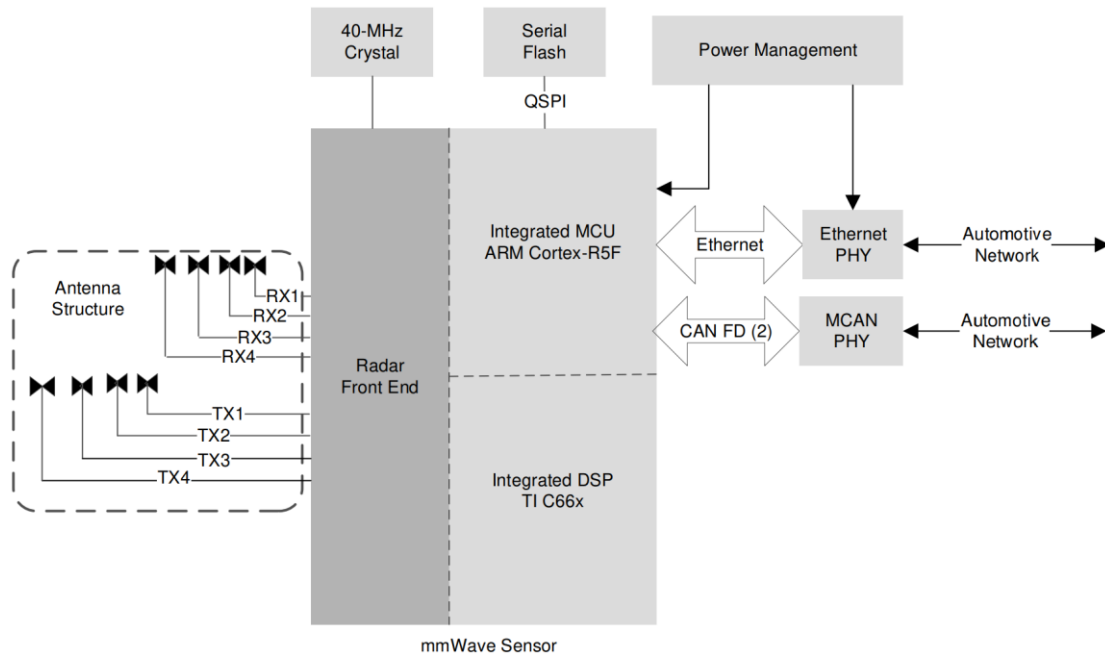 40-MHz
Crystal
Serial
Flash
Power Management
QSPI
Integrated MCU
ARM Cortex-R5F
Ethernet
Ethernet
PHY
Automotive
Network
Antenna
Structure
RX1
RX2
RX3
RX4
CAN FD (2)
MCAN
PHY
Automotive
Network
Radar
Front End
TX1
TX2
TX3
TX4
Integrated DSP
TI C66x
mmWave Sensor